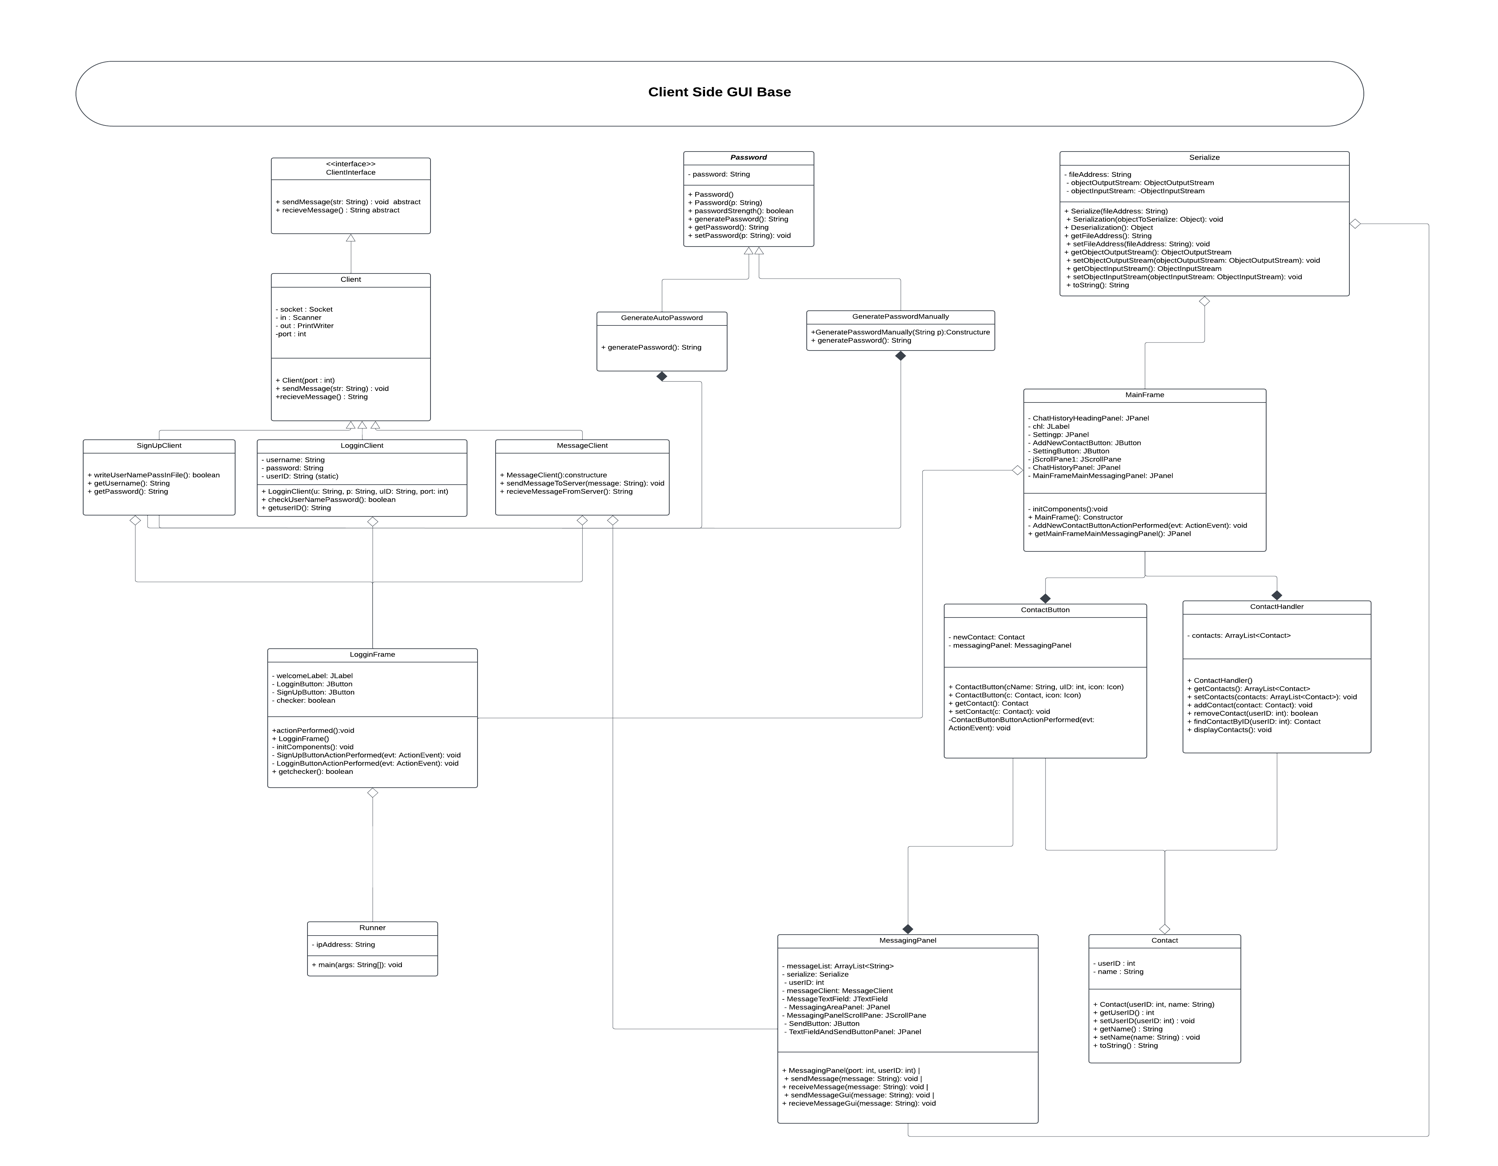 Client Side GUI Base
<<interface>>
ClientInterface
+ sendMessage(str: String) : void  abstract
+ recieveMessage() : String abstract
Client
- socket : Socket
- in : Scanner
- out : PrintWriter
-port : int
+ Client(port : int)
+ sendMessage(str: String) : void
+recieveMessage() : String
SignUpClient
+ writeUserNamePassInFile(): boolean
+ getUsername(): String
+ getPassword(): String
LogginClient
- username: String
- password: String
- userID: String (static)
+ LogginClient(u: String, p: String, uID: String, port: int)
+ checkUserNamePassword(): boolean
+ getuserID(): String
MessageClient
+ MessageClient():constructure
+ sendMessageToServer(message: String): void
+ recieveMessageFromServer(): String
Password
- password: String
+ Password()
+ Password(p: String)
+ passwordStrength(): boolean
+ generatePassword(): String
+ getPassword(): String
+ setPassword(p: String): void
GenerateAutoPassword
+ generatePassword(): String
GeneratePasswordManually
+GeneratePasswordManually(String p):Constructure
+ generatePassword(): String
Serialize
- fileAddress: String
- objectOutputStream: ObjectOutputStream
- objectInputStream: -ObjectInputStream
+ Serialize(fileAddress: String)
+ Serialization(objectToSerialize: Object): void
+ Deserialization(): Object
+ getFileAddress(): String
+ setFileAddress(fileAddress: String): void
+ getObjectOutputStream(): ObjectOutputStream
+ setObjectOutputStream(objectOutputStream: ObjectOutputStream): void
+ getObjectInputStream(): ObjectInputStream
+ setObjectInputStream(objectInputStream: ObjectInputStream): void
+ toString(): String
MainFrame
- ChatHistoryHeadingPanel: JPanel
- chl: JLabel
- Settingp: JPanel
- AddNewContactButton: JButton
- SettingButton: JButton
- jScrollPane1: JScrollPane
- ChatHistoryPanel: JPanel
- MainFrameMainMessagingPanel: JPanel
- initComponents():void
+ MainFrame(): Constructor
- AddNewContactButtonActionPerformed(evt: ActionEvent): void
+ getMainFrameMainMessagingPanel(): JPanel
ContactButton
- newContact: Contact
- messagingPanel: MessagingPanel
+ ContactButton(cName: String, uID: int, icon: Icon)
+ ContactButton(c: Contact, icon: Icon)
+ getContact(): Contact
+ setContact(c: Contact): void
-ContactButtonButtonActionPerformed(evt:
ActionEvent): void
ContactHandler
- contacts: ArrayList<Contact>
+ ContactHandler()
+ getContacts(): ArrayList<Contact>
+ setContacts(contacts: ArrayList<Contact>): void
+ addContact(contact: Contact): void
+ removeContact(userID: int): boolean
+ findContactByID(userID: int): Contact
+ displayContacts(): void
LogginFrame
- welcomeLabel: JLabel
- LogginButton: JButton
- SignUpButton: JButton
- checker: boolean
+actionPerformed():void
+ LogginFrame()
- initComponents(): void
- SignUpButtonActionPerformed(evt: ActionEvent): void
- LogginButtonActionPerformed(evt: ActionEvent): void
+ getchecker(): boolean
Runner
- ipAddress: String
+ main(args: String[]): void
MessagingPanel
- messageList: ArrayList<String>
- serialize: Serialize
- userID: int
- messageClient: MessageClient
- MessageTextField: JTextField
- MessagingAreaPanel: JPanel
- MessagingPanelScrollPane: JScrollPane
- SendButton: JButton
- TextFieldAndSendButtonPanel: JPanel
+ MessagingPanel(port: int, userID: int) |
+ sendMessage(message: String): void |
+ receiveMessage(message: String): void |
+ sendMessageGui(message: String): void |
+ recieveMessageGui(message: String): void
Contact
- userID : int
- name : String
+ Contact(userID: int, name: String)
+ getUserID() : int
+ setUserID(userID: int) : void
+ getName() : String
+ setName(name: String) : void
+ toString() : String